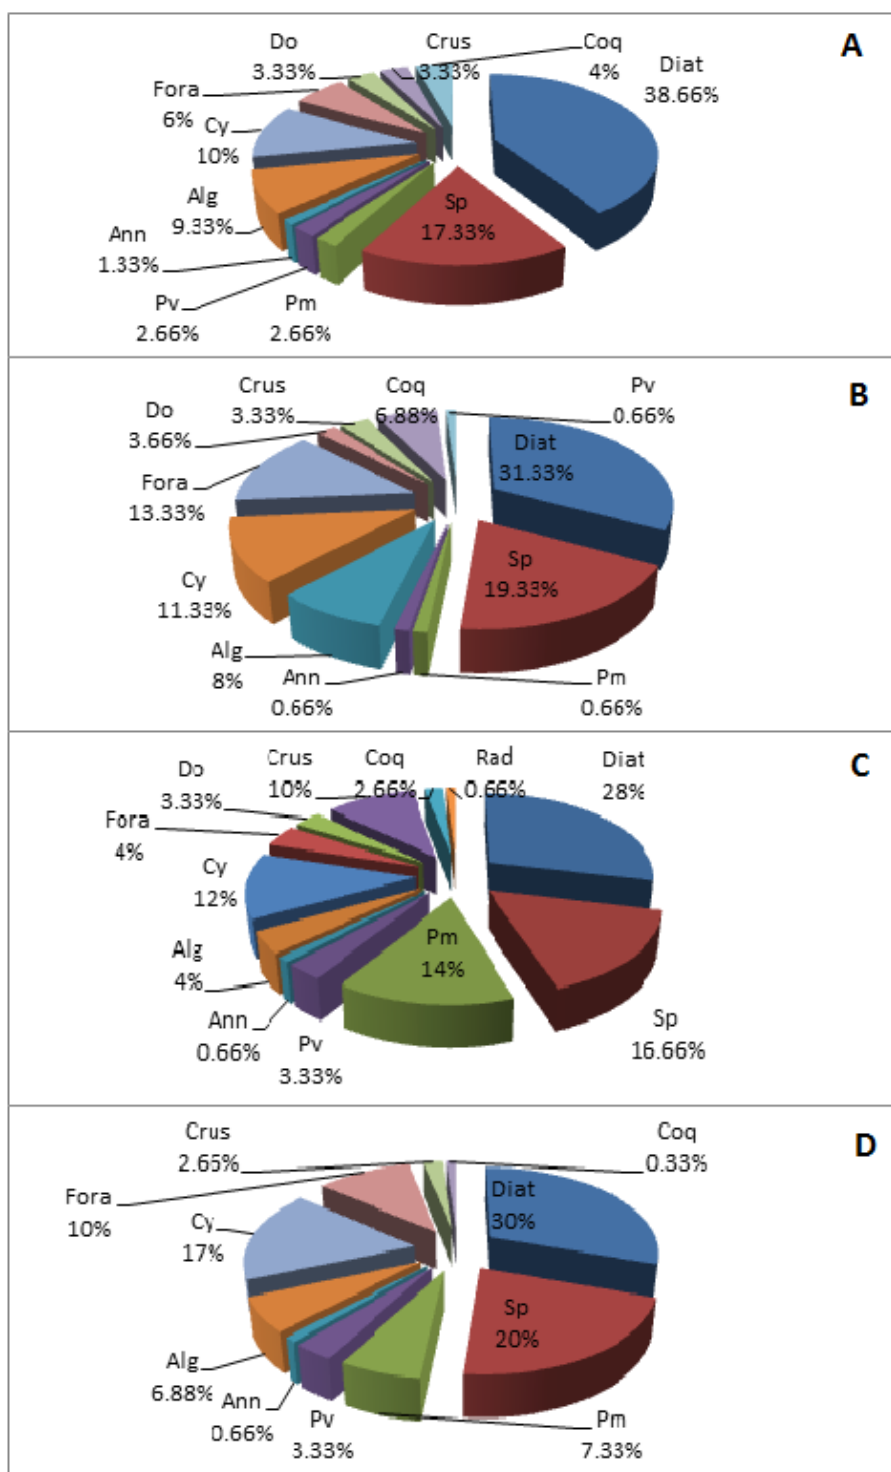 A
Do
3.33%
Crus
3.33%
Coq
4%
Diat
38.66%
Fora
6%
Cy
10%
Alg
9.33%
Ann
1.33%
Pv
2.66%
Pm
2.66%
Sp
17.33%
B
Crus
3.33%
Coq
6.88%
Pv
0.66%
Do
3.66%
Diat
31.33%
Fora
13.33%
Sp
19.33%
Cy
11.33%
Alg
8%
Ann
0.66%
Pm
0.66%
C
Do
3.33%
Crus
10%
Coq
2.66%
Rad
0.66%
Diat
28%
Fora
4%
Cy
12%
Alg
4%
Ann
0.66%
Pv
3.33%
Pm
14%
Sp
16.66%
D
Crus
2.65%
Coq
0.33%
Fora
10%
Diat
30%
Cy
17%
Sp
20%
Alg
6.88%
Ann
0.66%
Pv
3.33%
Pm
7.33%